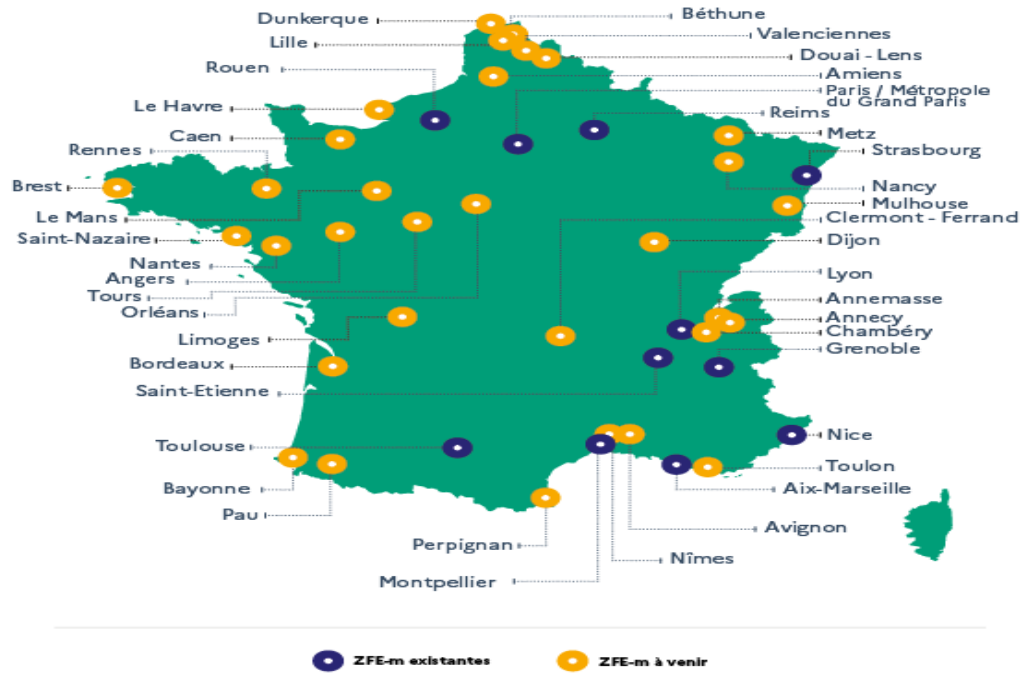 Dunkerque
Béthune
Valenciennes
Lille
Douai - Lens
Rouen
Amiens
Paris / Métropole
du Grand Paris
Le Havre
Reims
Caen
Metz
Rennes
Strasbourg
Brest
Nancy
Mulhouse
Le Mans
Clermont - Ferrand
Saint-Nazaire
Dijon
Nantes
Lyon
Angers
Tours
Annemasse
Orléans
Annecy
Chambéry
Limoges
Grenoble
Bordeaux
Saint-Etienne
Nice
Toulouse
Toulon
Bayonne
Aix-Marseille
Pau
Avignon
Perpignan
Nîmes
Montpellier
ZFE-m existantes
ZFE-m à venir